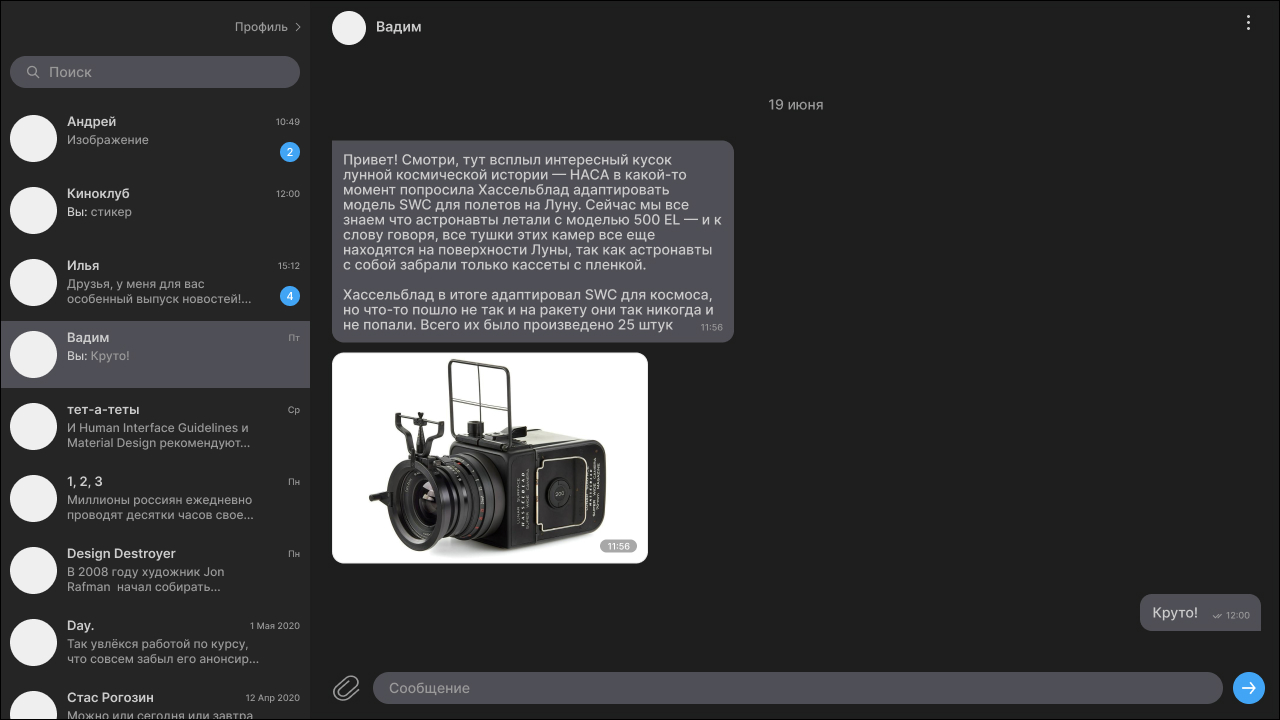 Профиль
Поиск
Андрей
10:49
Изображение
2
Киноклуб
12:00
Вы: стикер
Илья
15:12
Друзья, у меня для вас
особенный выпуск новостей!...
4
Вадим
Пт
Вы: Круто!
тет-а-теты
Ср
И Human Interface Guidelines и
Material Design рекомендуют...
1, 2, 3
Пн
Миллионы россиян ежедневно
проводят десятки часов свое...
Design Destroyer
Пн
В 2008 году художник Jon
Rafman начал собирать...
Day.
1 Мая 2020
Так увлёкся работой по курсу,
что совсем забыл его анонсир...
Стас Рогозин
12 Апр 2020
Можно или сегодня или завтра
Вадим
19 июня
Привет! Смотри, тут всплыл интересный кусок
лунной космической истории — НАСА в какой-то
момент попросила Хассельблад адаптировать
модель SWC для полетов на Луну. Сейчас мы все
знаем что астронавты летали с моделью 500 EL — и к
слову говоря, все тушки этих камер все еще
находятся на поверхности Луны, так как астронавты
с собой забрали только кассеты с пленкой.
Хассельблад в итоге адаптировал SWC для космоса,
но что-то пошло не так и на ракету они так никогда и
не попали. Всего их было произведено 25 штук
11:56
HASSELBLAD
200
11:56
Круто!
12:00
Сообщение